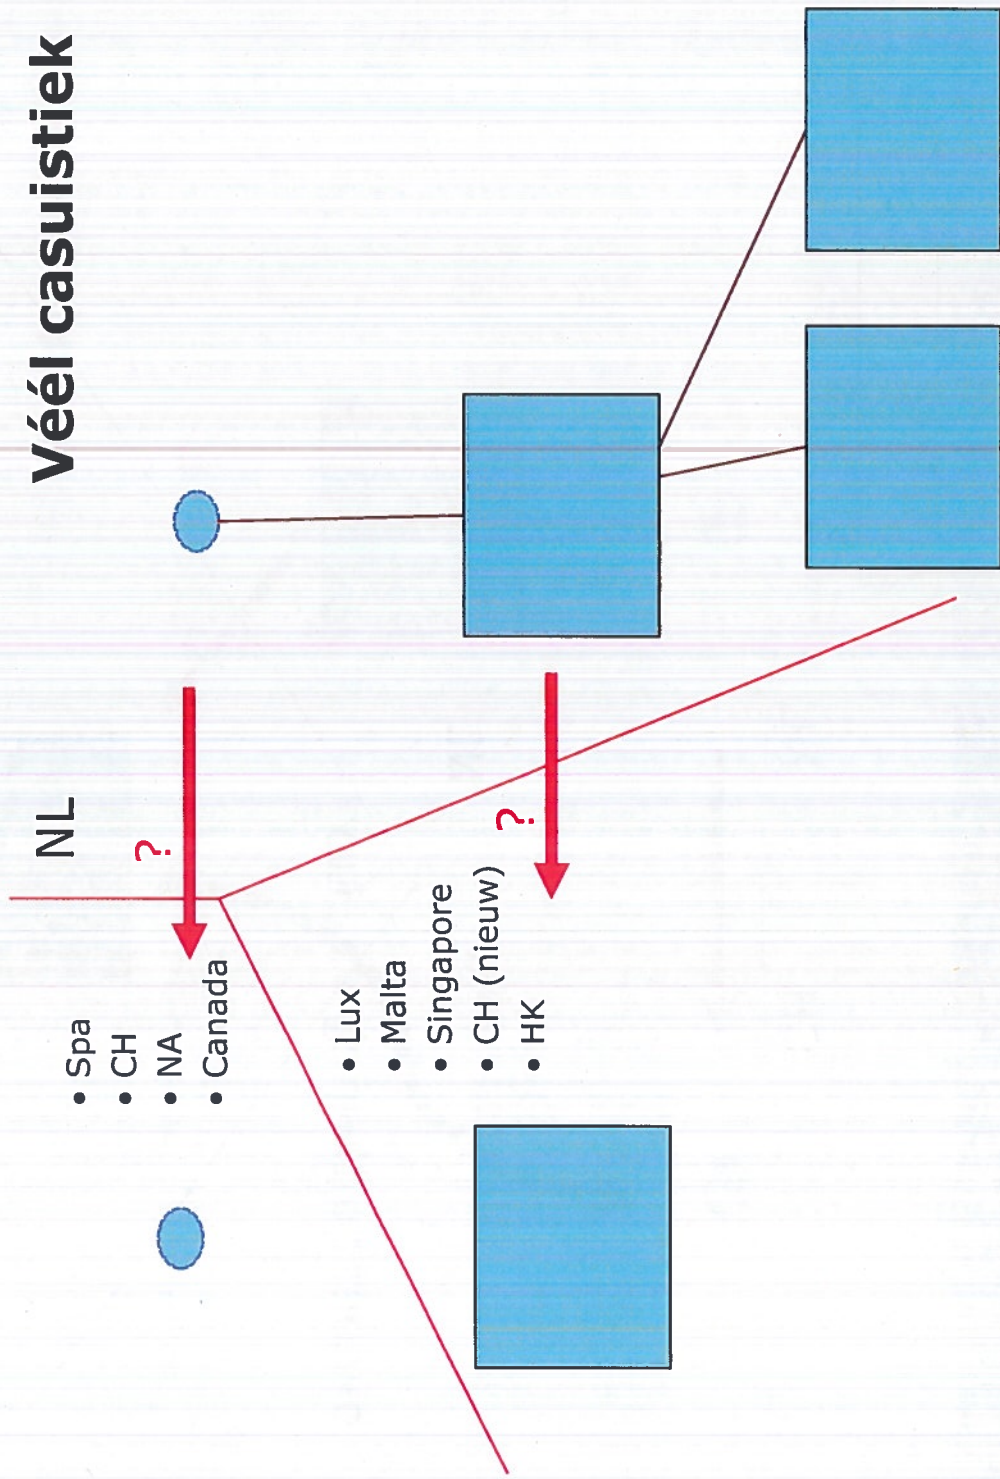 Véél casuistiek
NL
?
• Spa
• CH
• NA
• Canada
?
• Lux
• Malta
• Singapore
• CH (nieuw)
• HK